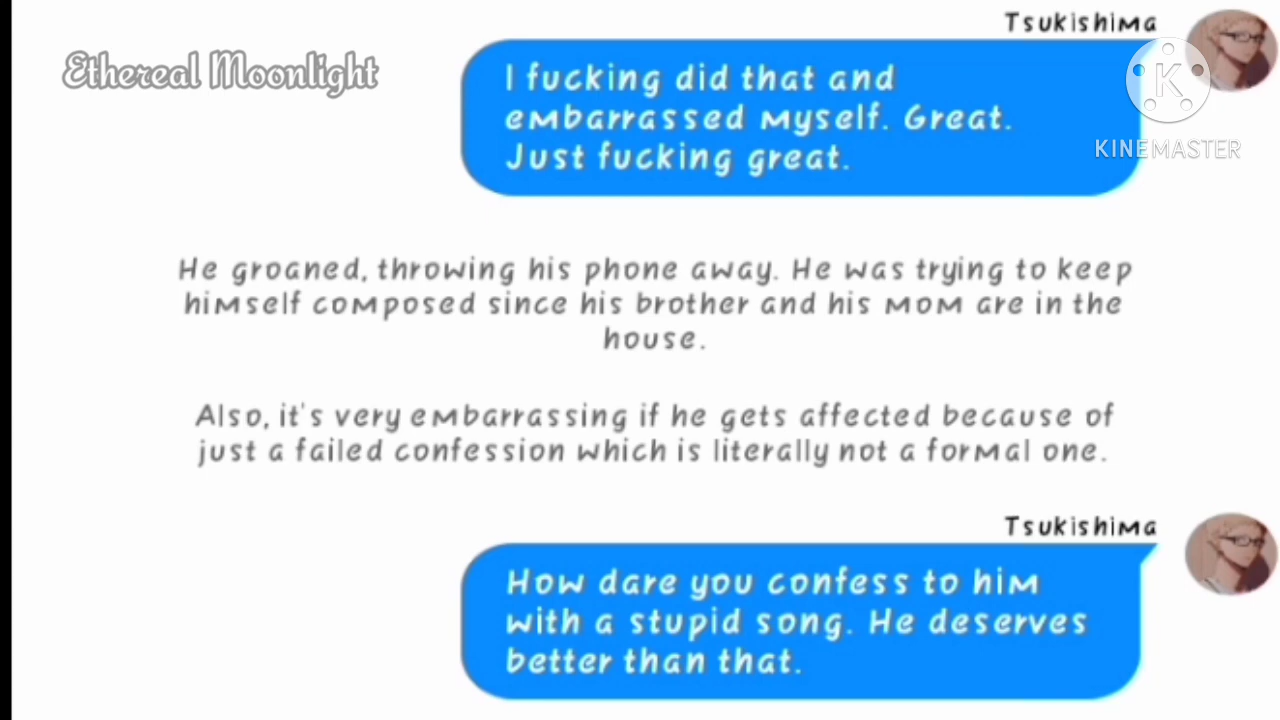 Tsukishima
Ethereal Moonlight
I fucking did that and
embarrassed myself. Great.
Just fucking great.
K
KINEMASTER
He groaned, throwing his phone away. He was trying to keep
himself composed since his brother and his mom are in the
house.
Also, it's very embarrassing if he gets affected because of
just a failed confession which is literally not a formal one.
Tsukishima
How dare you confess to him
with a stupid song. He deserves
better than that.